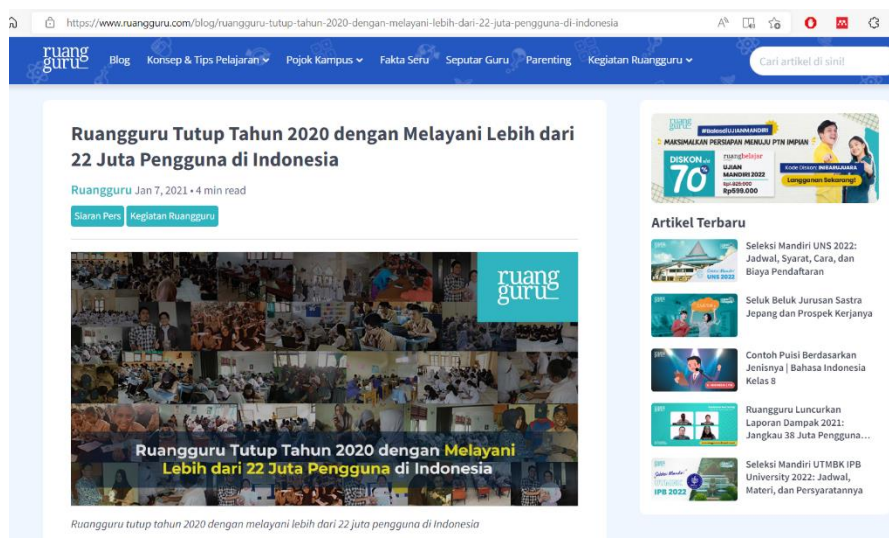 https://www.ruangguru.com/blog/ruangguru-tutup-tahun-2020-dengan-melayani-lebih-dari-22-juta-pengguna-di-indonesia
ruang
guru
Blog Konsep & Tips Pelajaran Pojok Kampus Fakta Seru Seputar Guru Parenting Kegiatan Ruangguru
Cari artikel di sini!
Ruangguru Tutup Tahun 2020 dengan Melayani Lebih dari
22 Juta Pengguna di Indonesia
Ruangguru Jan 7, 2021 • 4 min read
Siaran Pers Kegiatan Ruangguru
ruang
guru
Ruangguru Tutup Tahun 2020 dengan Melayani
Lebih dari 22 Juta Pengguna di Indonesia
Ruangguru tutup tahun 2020 dengan melayani lebih dari 22 juta pengguna di Indonesia
MAKSIMALKAN PERSIAPAN MENUJU PTN IMPIAN
DISKON
70%
ruangbelajar
UJIAN
MANDIRI 2022
Rp599.000
Langganan Sekarang!
Artikel Terbaru
Seleksi Mandiri UNS 2022:
Jadwal, Syarat, Cara, dan
Biaya Pendaftaran
UNS 2022
Seluk Beluk Jurusan Sastra
Jepang dan Prospek Kerjanya
Contoh Puisi Berdasarkan
Jenisnya | Bahasa Indonesia
Kelas 8
Ruangguru Luncurkan
Laporan Dampak 2021:
Jangkau 38 Juta Pengguna...
Seleksi Mandiri UTMBK IPB
University 2022: Jadwal,
Materi, dan Persyaratannya
IPB 2022